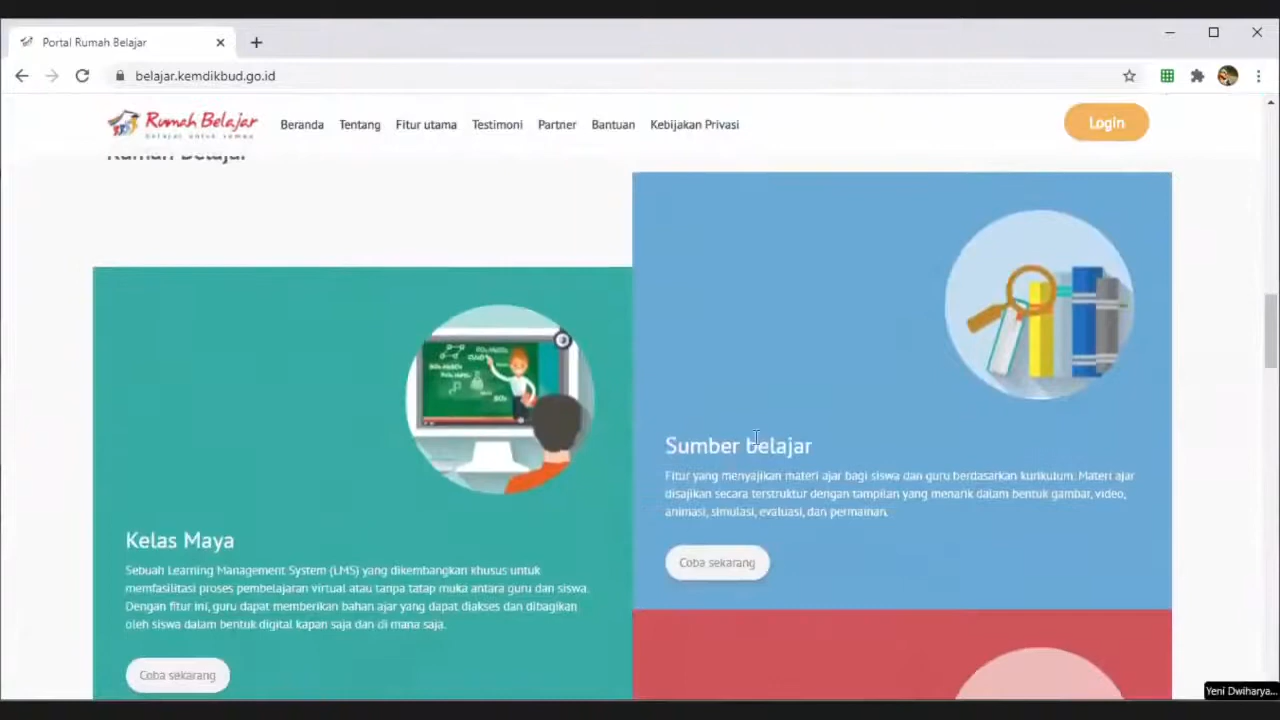 Portal Rumah Belajar
belajar.kemdikbud.go.id
Rumah Belajar
belajar untuk semua
Beranda
Tentang
Fitur utama
Testimoni
Partner
Bantuan
Kebijakan Privasi
Login
Rumah Belajar
Sumber belajar
Fitur yang menyajikan materi ajar bagi siswa dan guru berdasarkan kurikulum. Materi ajar
disajikan secara terstruktur dengan tampilan yang menarik dalam bentuk gambar, video,
animasi, simulasi, evaluasi, dan permainan.
Coba sekarang
Kelas Maya
Sebuah Learning Management System (LMS) yang dikembangkan khusus untuk
memfasilitasi proses pembelajaran virtual atau tanpa tatap muka antara guru dan siswa.
Dengan fitur ini, guru dapat memberikan bahan ajar yang dapat diakses dan dibagikan
oleh siswa dalam bentuk digital kapan saja dan di mana saja.
Coba sekarang
Yeni Dwiharya...